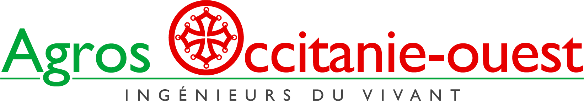 Agros Occitanie-ouest
INGÉNIEURS DU VIVANT